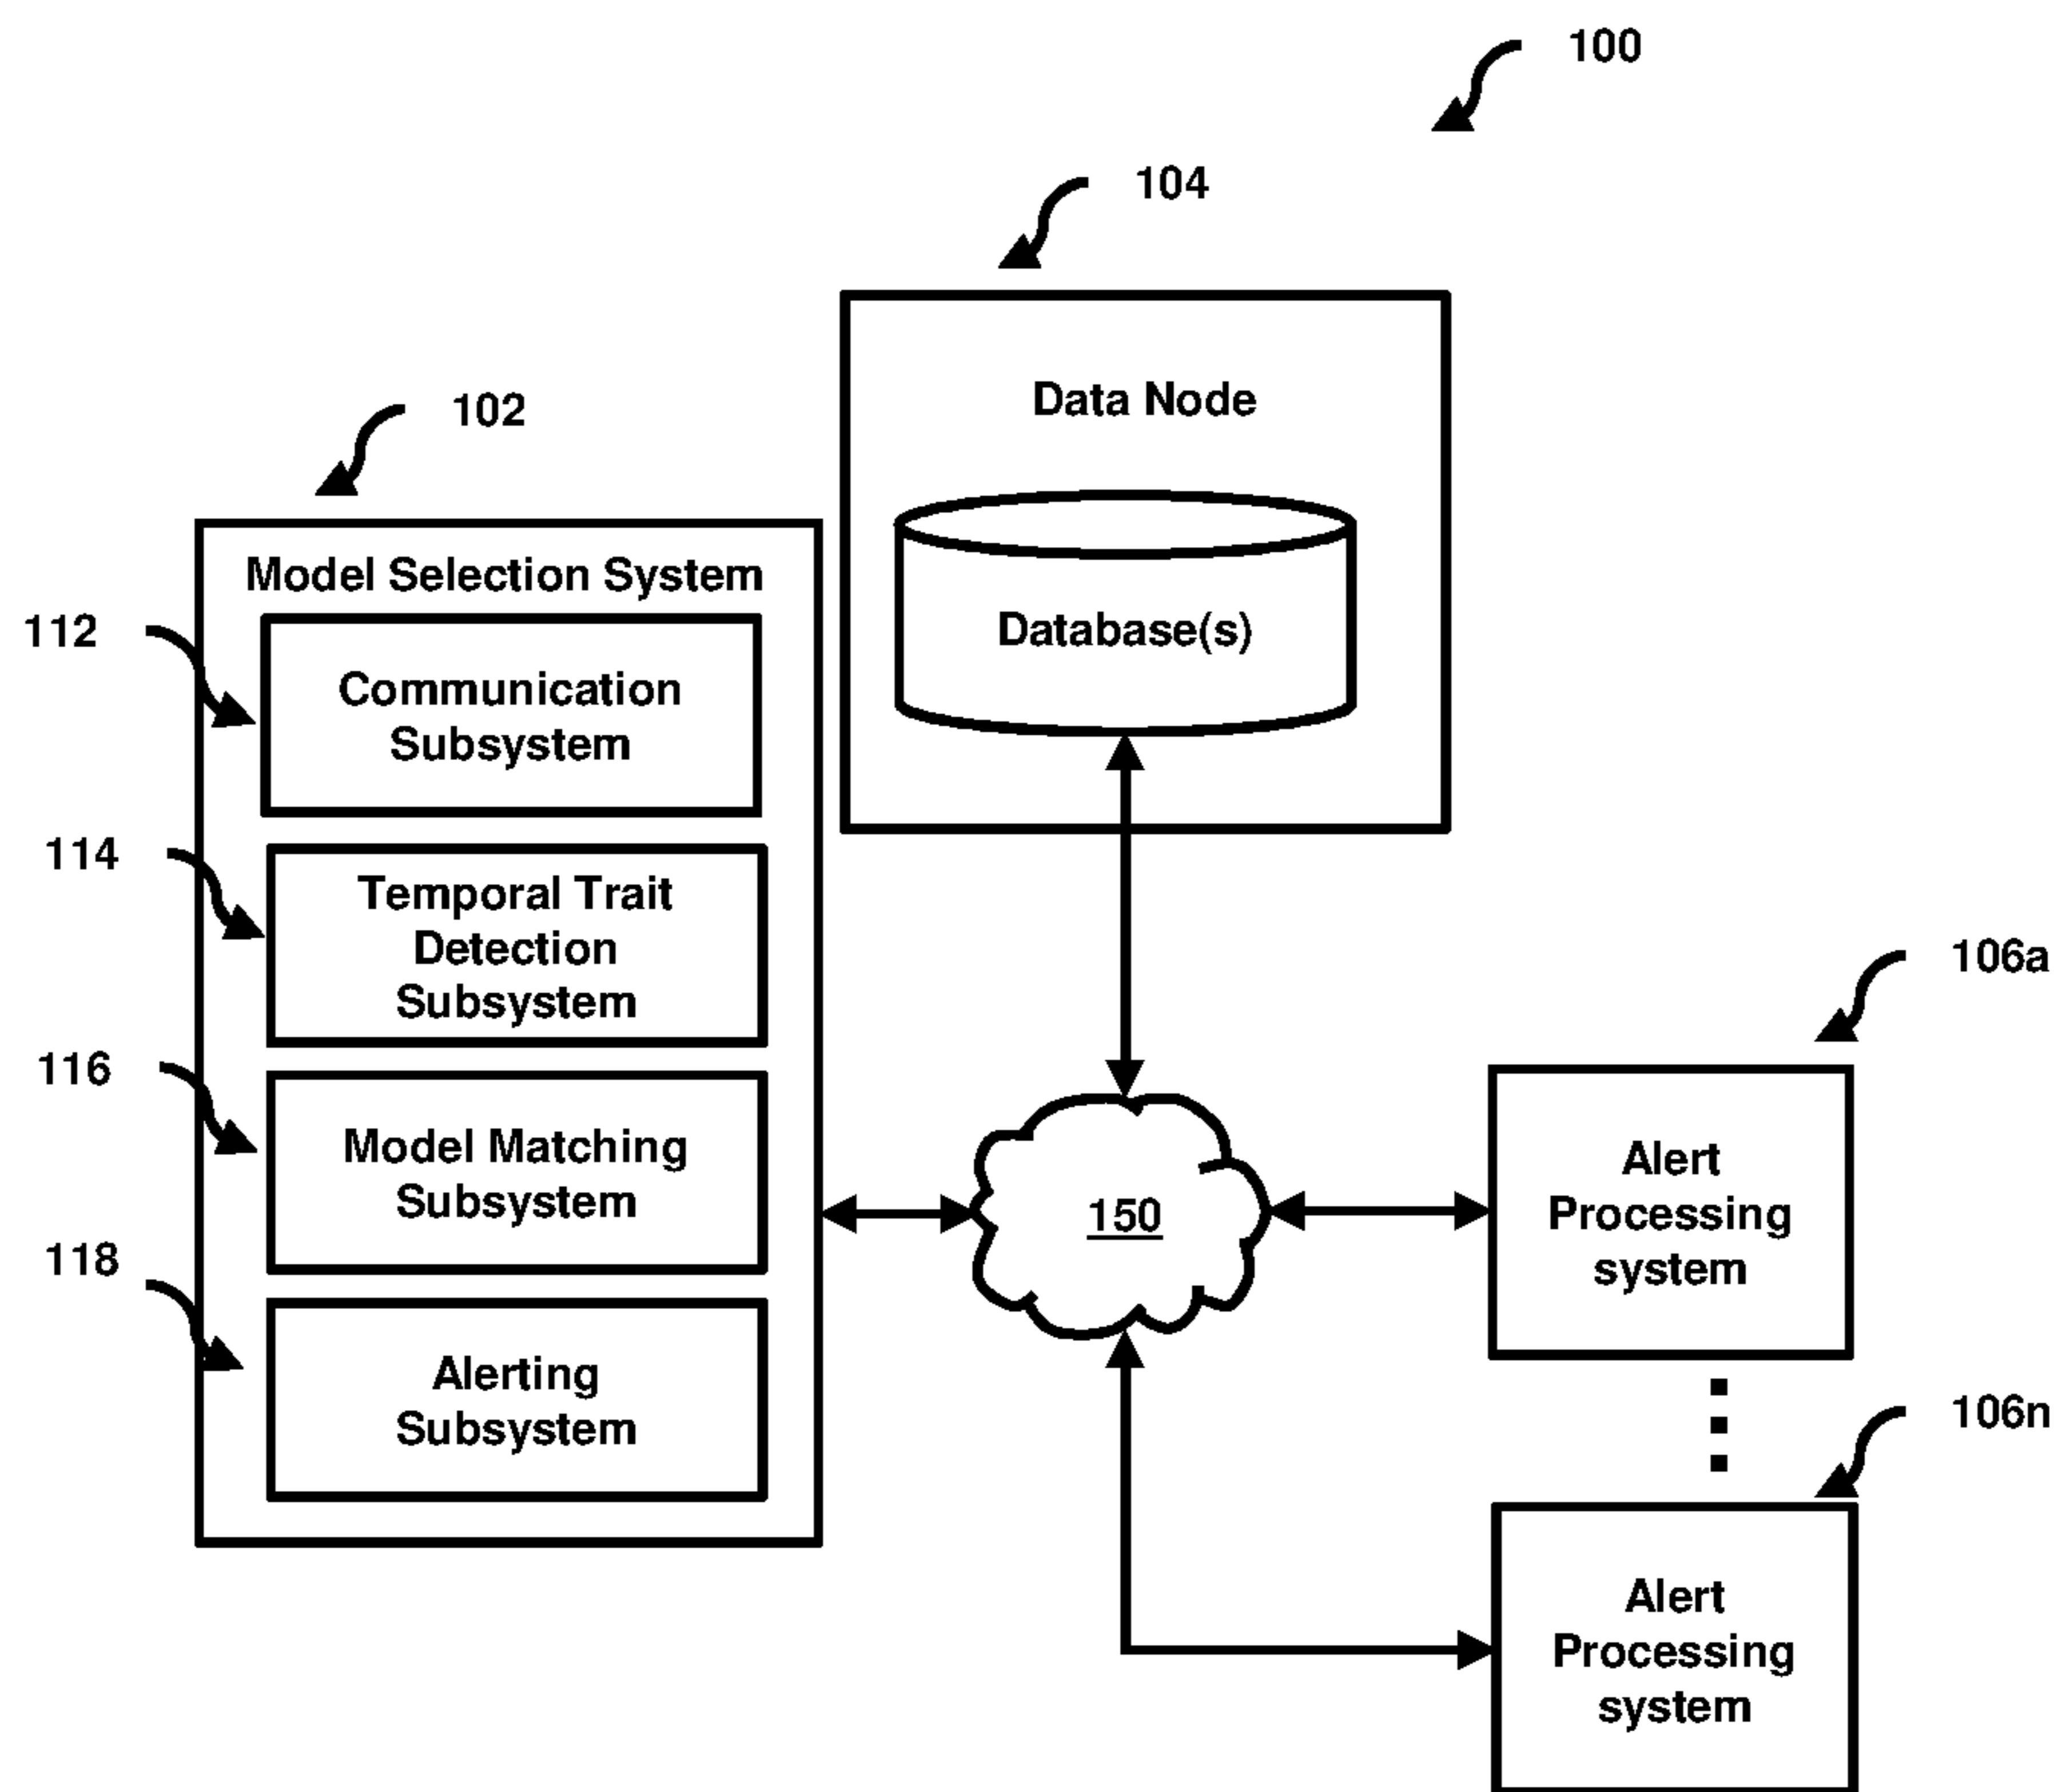 100
104
Data Node
Database(s)
102
Model Selection System
112
Communication
Subsystem
114
Temporal Trait
Detection
Subsystem
116
Model Matching
Subsystem
118
Alerting
Subsystem
150
106a
Alert
Processing
system
106n
Alert
Processing
system